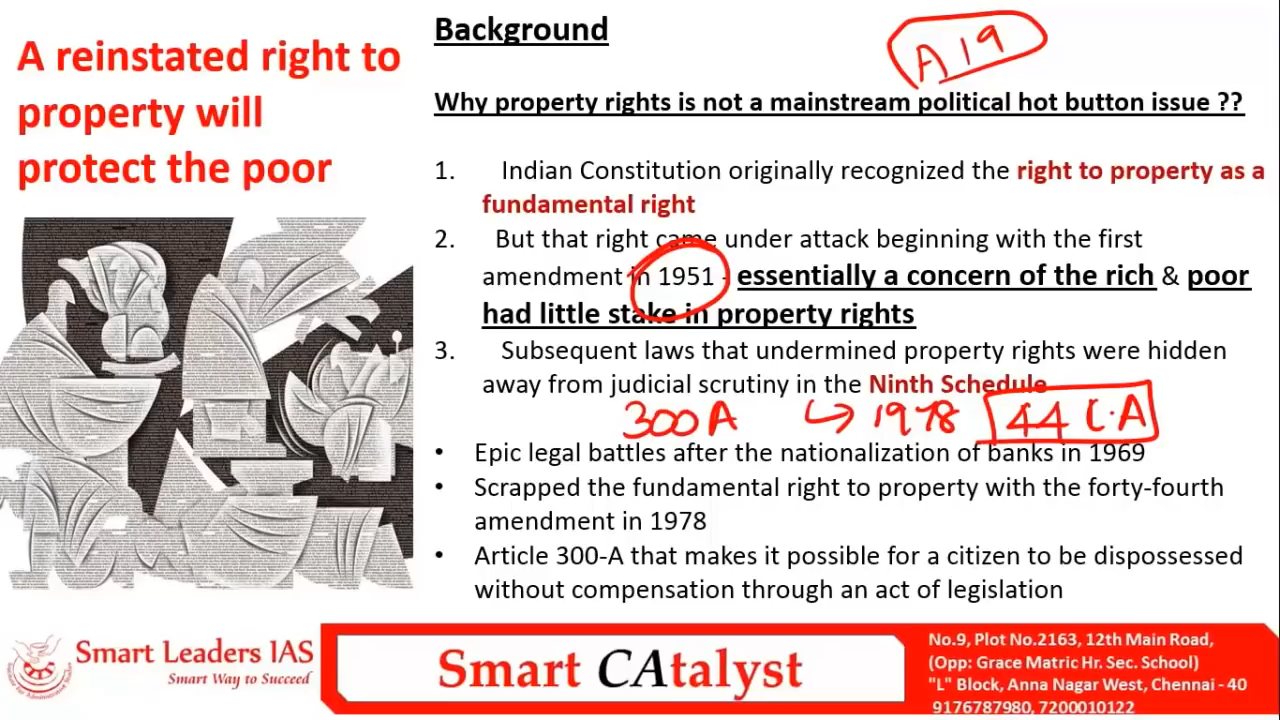 A reinstated right to
property will
protect the poor
Background
A 19
Why property rights is not a mainstream political hot button issue ??
1. Indian Constitution originally recognized the right to property as a
fundamental right
2. But that right came under attack beginning with the first
amendment in 1951 - essentially a concern of the rich & poor
had little stake in property rights
3. Subsequent laws that undermined property rights were hidden
away from judicial scrutiny in the Ninth Schedule
300A ↳ 1978 44 CA
• Epic legal battles after the nationalization of banks in 1969
• Scrapped the fundamental right to property with the forty-fourth
amendment in 1978
• Article 300-A that makes it possible for a citizen to be dispossessed
without compensation through an act of legislation
Smart Leaders IAS
Smart Way to Succeed
Smart CAtalyst
No.9, Plot No.2163, 12th Main Road,
(Opp: Grace Matric Hr. Sec. School)
"L" Block, Anna Nagar West, Chennai - 40
9176787980, 7200010122